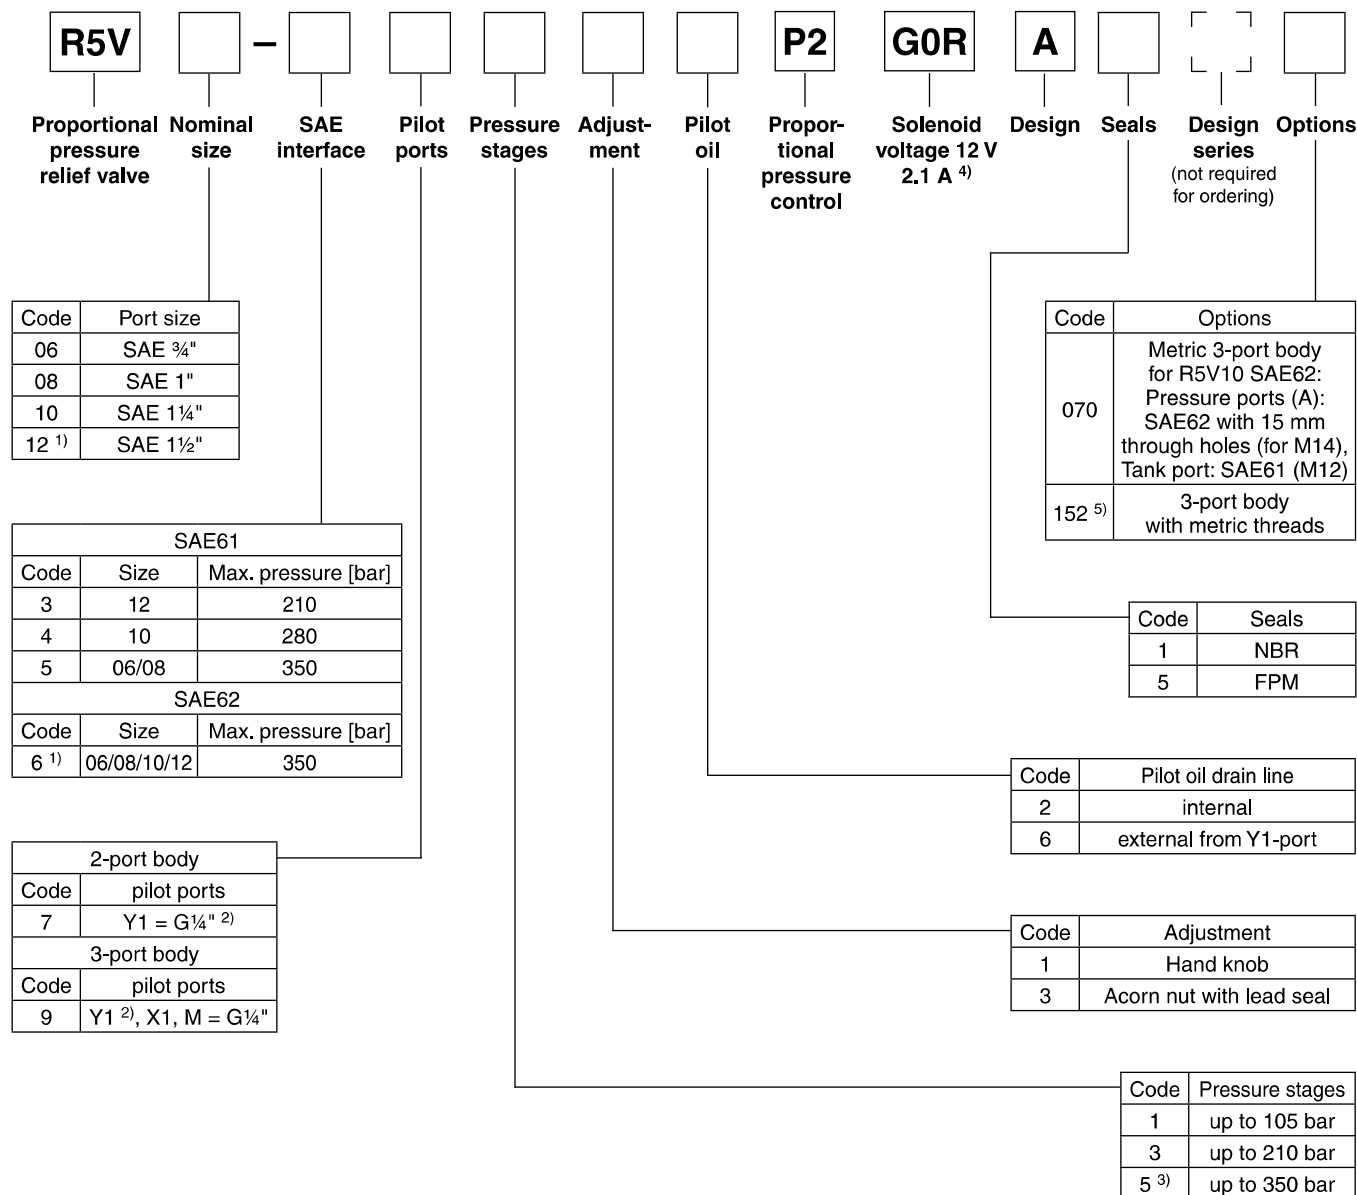 R5V – P2 G0R A
Proportional pressure relief valve
Nominal size
SAE interface
Pilot ports
Pressure stages
Adjust- ment
Pilot oil
Propor- tional pressure control
Solenoid voltage 12 V 2.1 A 4)
Design
Seals
Design series (not required for ordering)
Options
Code Port size
06 SAE ¾"
08 SAE 1"
10 SAE 1¼"
12 1) SAE 1½"
Code Options
070 Metric 3-port body
for R5V10 SAE62:
Pressure ports (A):
SAE62 with 15 mm
through holes (for M14),
Tank port: SAE61 (M12)
152 5) 3-port body
with metric threads
SAE61
Code Size Max. pressure [bar]
3 12 210
4 10 280
5 06/08 350
SAE62
Code Size Max. pressure [bar]
6 1) 06/08/10/12 350
Code Seals
1 NBR
5 FPM
Code Pilot oil drain line
2 internal
6 external from Y1-port
2-port body
Code pilot ports
7 Y1 = G¼" 2)
3-port body
Code pilot ports
9 Y1 2), X1, M = G¼"
Code Adjustment
1 Hand knob
3 Acorn nut with lead seal
Code Pressure stages
1 up to 105 bar
3 up to 210 bar
5 3) up to 350 bar